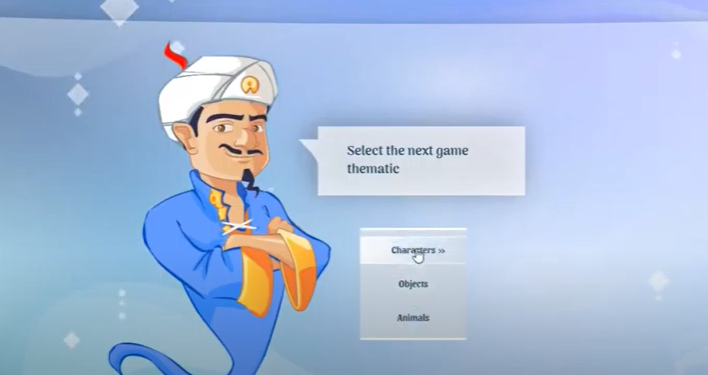 Select the next game
thematic
Characters »
Objects
Animals